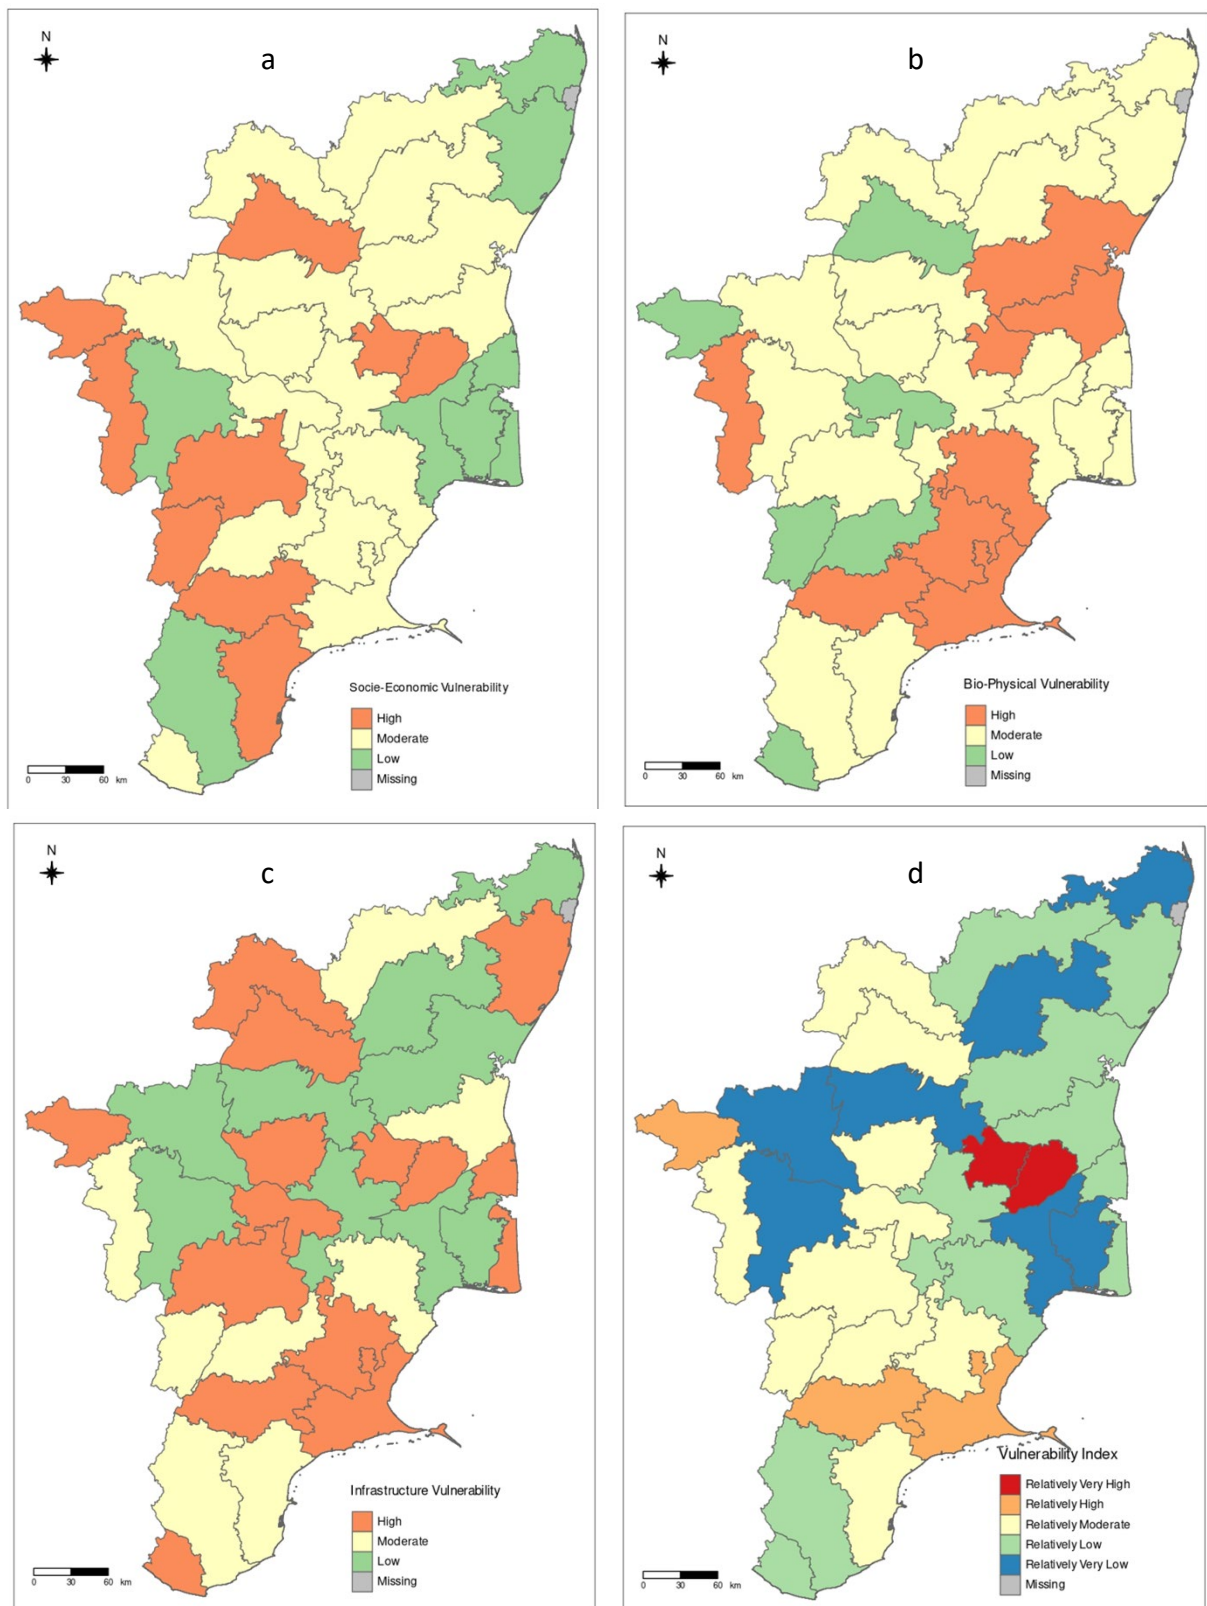 N
a
Socie-Economic Vulnerability
High
Moderate
Low
Missing
0 30 60 km
N
b
Bio-Physical Vulnerability
High
Moderate
Low
Missing
0 30 60 km
N
c
Infrastructure Vulnerability
High
Moderate
Low
Missing
0 30 60 km
N
d
Vulnerability Index
Relatively Very High
Relatively High
Relatively Moderate
Relatively Low
Relatively Very Low
Missing
0 30 60 km